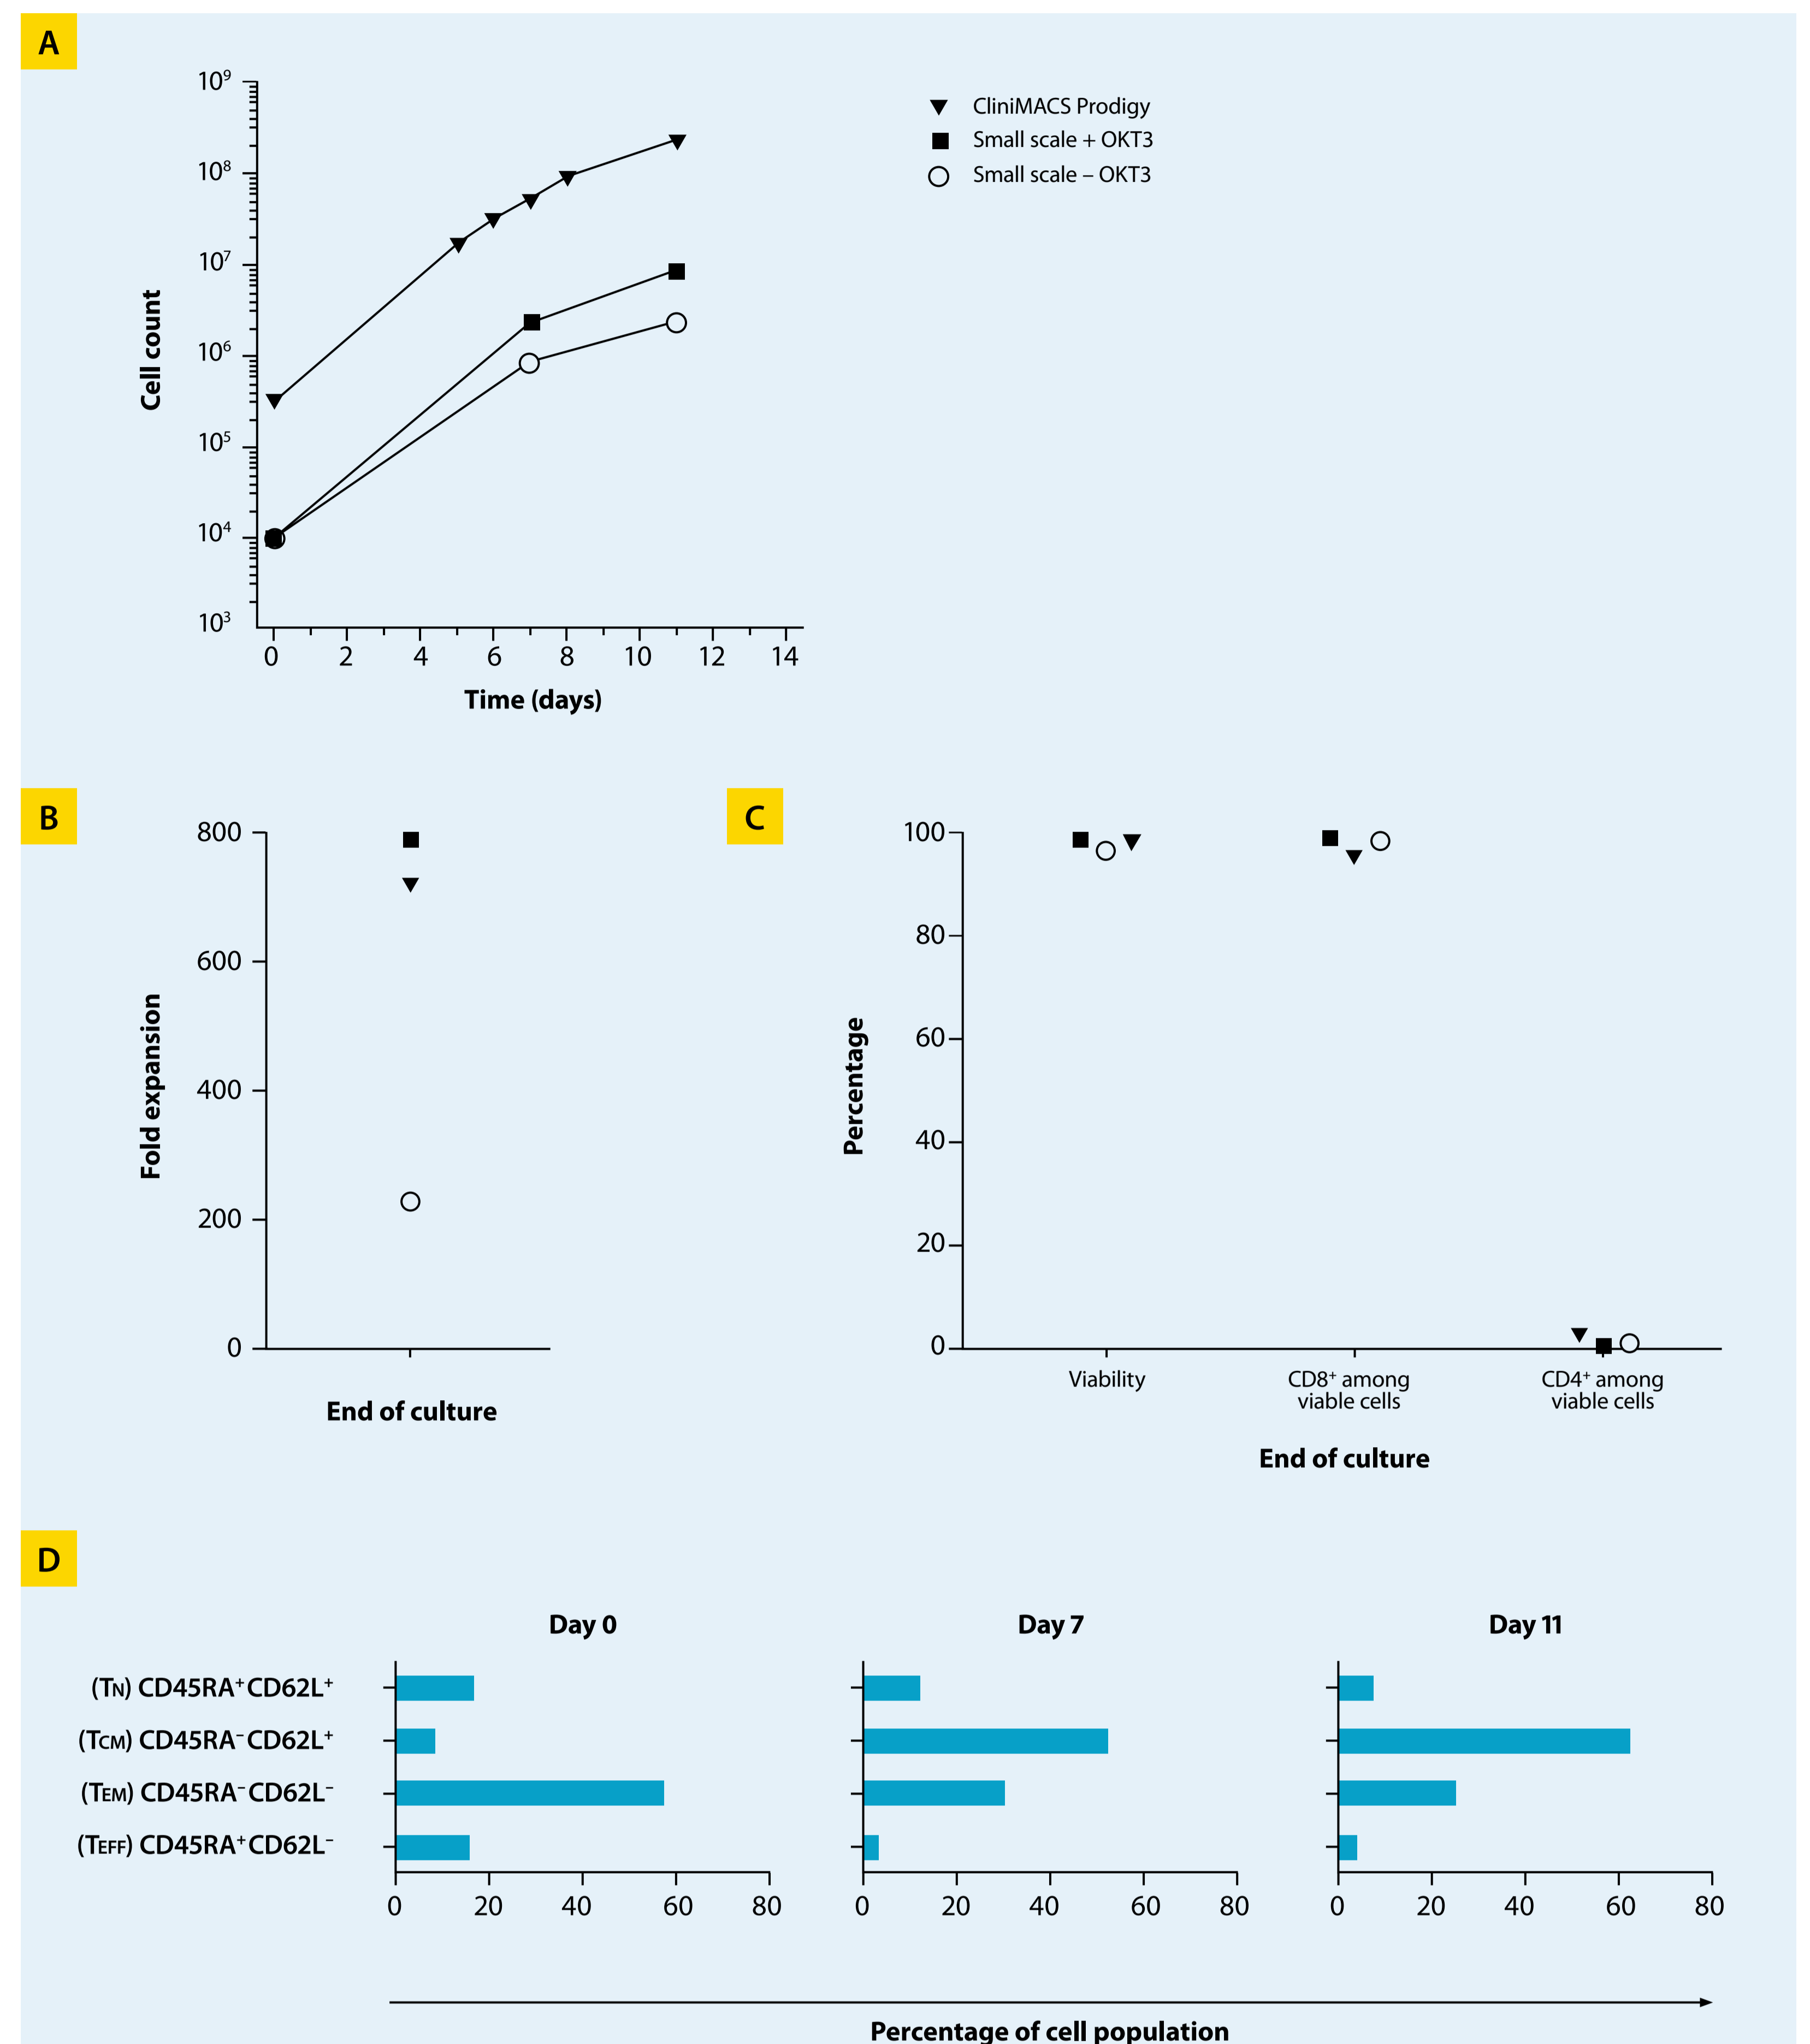 A
10⁹
10⁸
10⁷
10⁶
10⁵
10⁴
10³
Cell count
0 2 4 6 8 10 12 14
Time (days)
CliniMACS Prodigy
Small scale + OKT3
Small scale – OKT3
B
800
600
400
200
0
Fold expansion
End of culture
C
100
80
60
40
20
0
Percentage
Viability
CD8⁺ among
viable cells
CD4⁺ among
viable cells
End of culture
D
Day 0
Day 7
Day 11
(TN) CD45RA⁺CD62L⁺
(TCM) CD45RA⁻CD62L⁺
(TEM) CD45RA⁻CD62L⁻
(TEFF) CD45RA⁺CD62L⁻
0 20 40 60 80
0 20 40 60 80
0 20 40 60 80
Percentage of cell population